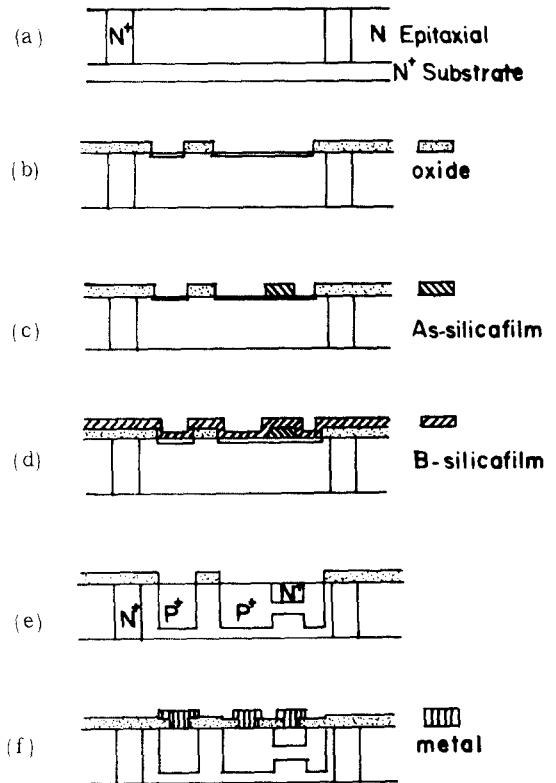 (a)
N⁺
N Epitaxial
N⁺ Substrate
(b)
oxide
(c)
As-silicafilm
(d)
B-silicafilm
(e)
N⁺
P⁺
P⁺
N⁺
(f)
metal